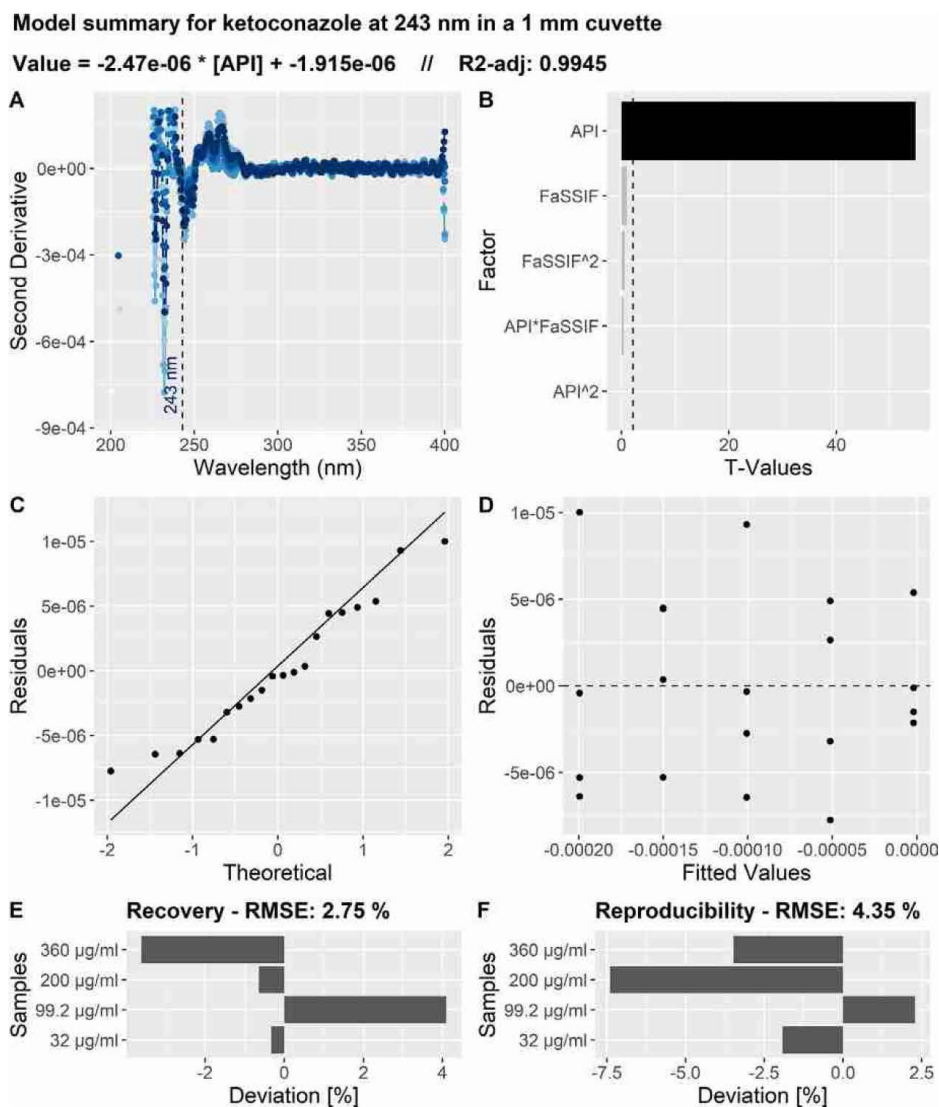 Model summary for ketoconazole at 243 nm in a 1 mm cuvette
Value = -2.47e-06 * [API] + -1.915e-06 // R2-adj: 0.9945
A
Second Derivative
0e+00
-3e-04
-6e-04
-9e-04
243 nm
200 250 300 350 400
Wavelength (nm)
B
Factor
API
FaSSIF
FaSSIF^2
API*FaSSIF
API^2
0 20 40
T-Values
C
Residuals
1e-05
5e-06
0e+00
-5e-06
-1e-05
-2 -1 0 1 2
Theoretical
D
Residuals
1e-05
5e-06
0e+00
-5e-06
-0.00020 -0.00015 -0.00010 -0.00005 0.0000
Fitted Values
E Recovery - RMSE: 2.75 %
Samples
360 µg/ml
200 µg/ml
99.2 µg/ml
32 µg/ml
-2 0 2 4
Deviation [%]
F Reproducibility - RMSE: 4.35 %
Samples
360 µg/ml
200 µg/ml
99.2 µg/ml
32 µg/ml
-7.5 -5.0 -2.5 0.0 2.5
Deviation [%]